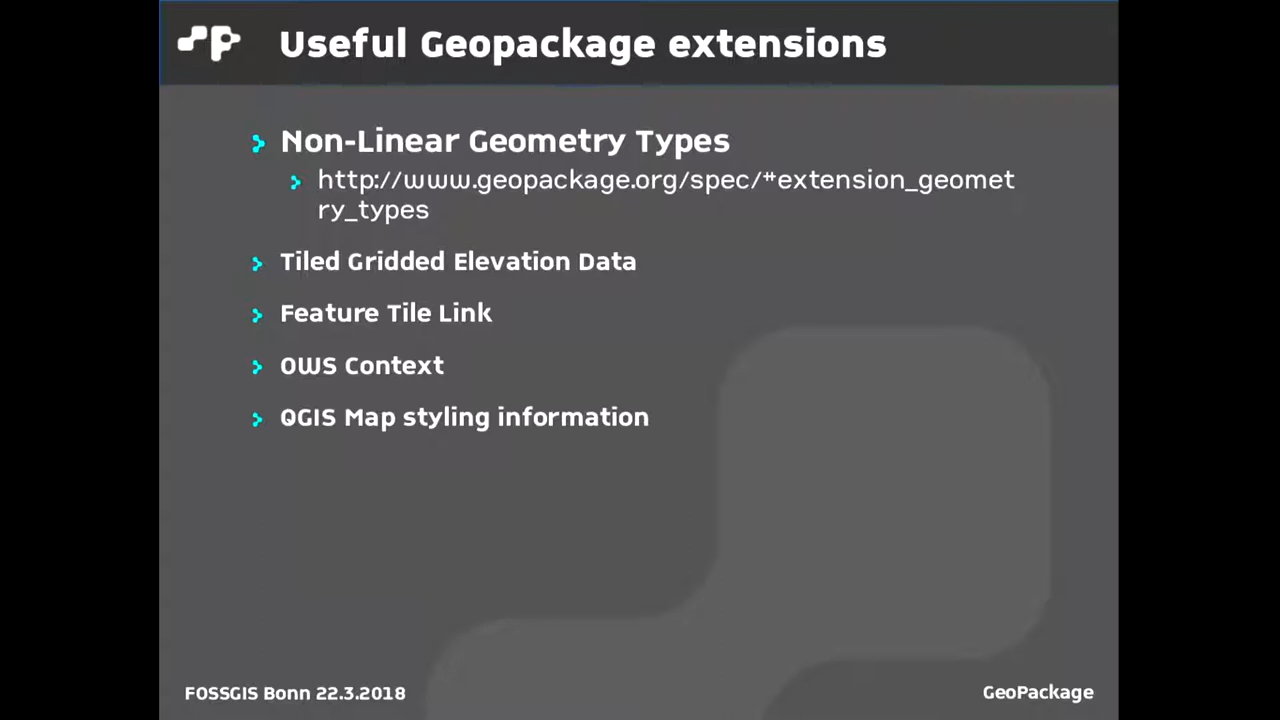 Useful Geopackage extensions
Non-Linear Geometry Types
http://www.geopackage.org/spec/#extension_geomet
ry_types
Tiled Gridded Elevation Data
Feature Tile Link
OWS Context
QGIS Map styling information
FOSSGIS Bonn 22.3.2018
GeoPackage